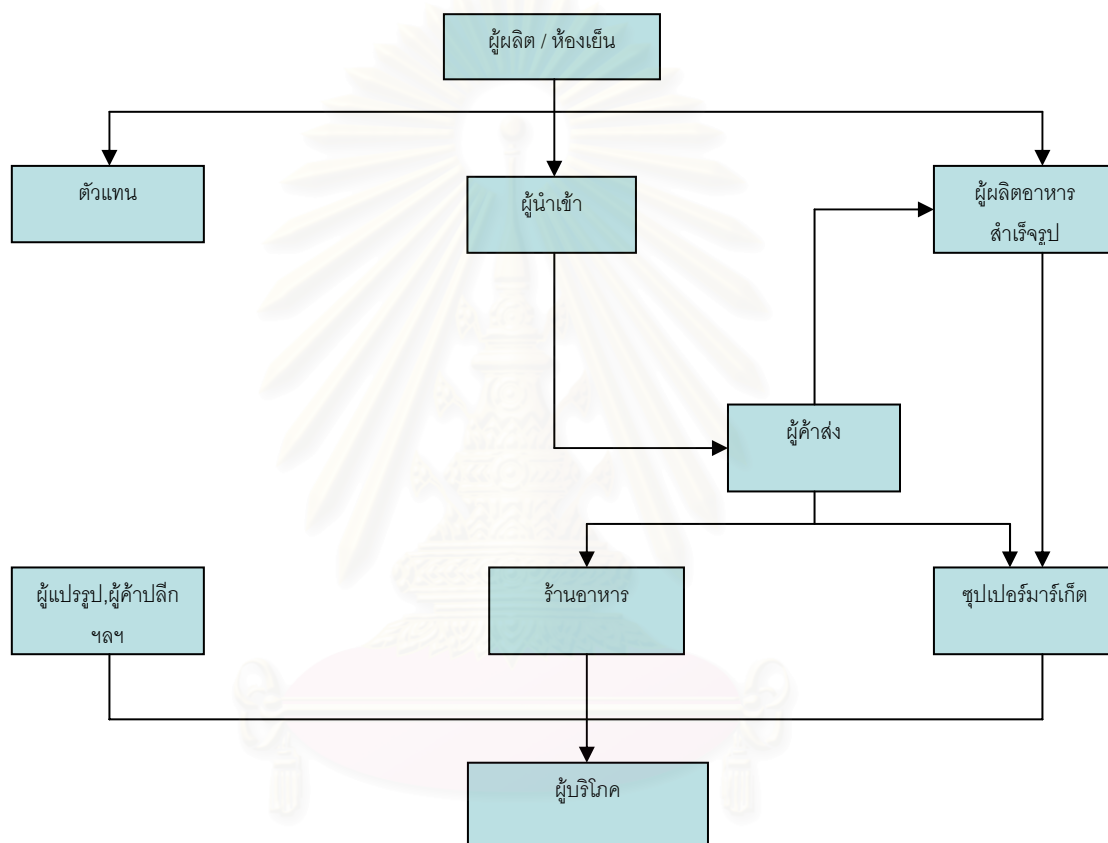 ผู้ผลิต / ห้องเย็น
ตัวแทน
ผู้นำเข้า
ผู้ผลิตอาหาร
สำเร็จรูป
ผู้ค้าส่ง
ผู้แปรรูป,ผู้ค้าปลีก
ฯลฯ
ร้านอาหาร
ซุปเปอร์มาร์เก็ต
ผู้บริโภค